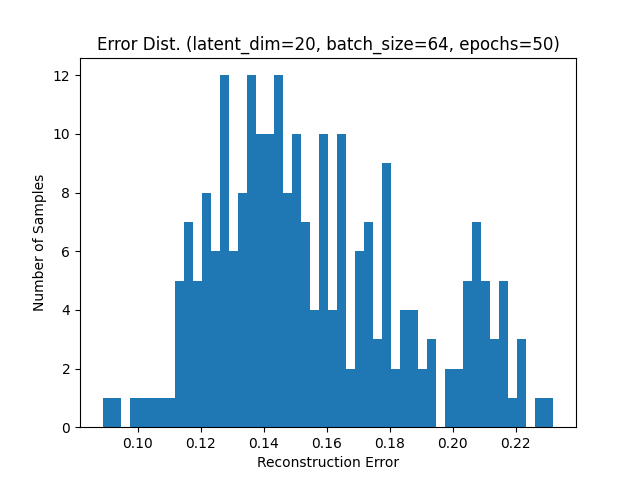 Error Dist. (latent_dim=20, batch_size=64, epochs=50)
12
10
8
6
4
2
0
Number of Samples
0.10 0.12 0.14 0.16 0.18 0.20 0.22
Reconstruction Error